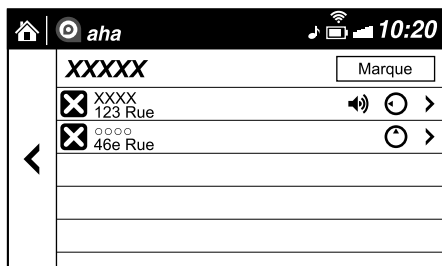 aha 10:20
XXXXX Marque
XXXX
123 Rue
○○○○
46e Rue